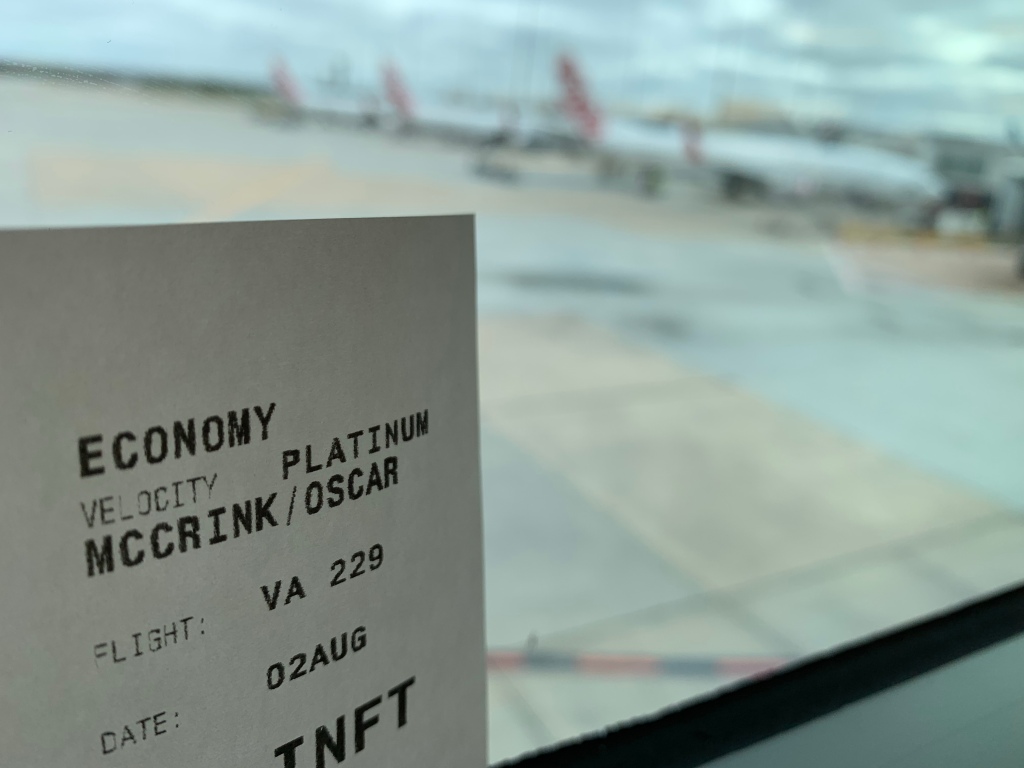 ECONOMY
VELOCITY PLATINUM
MCCRINK/OSCAR
FLIGHT: VA 229
DATE: 02AUG